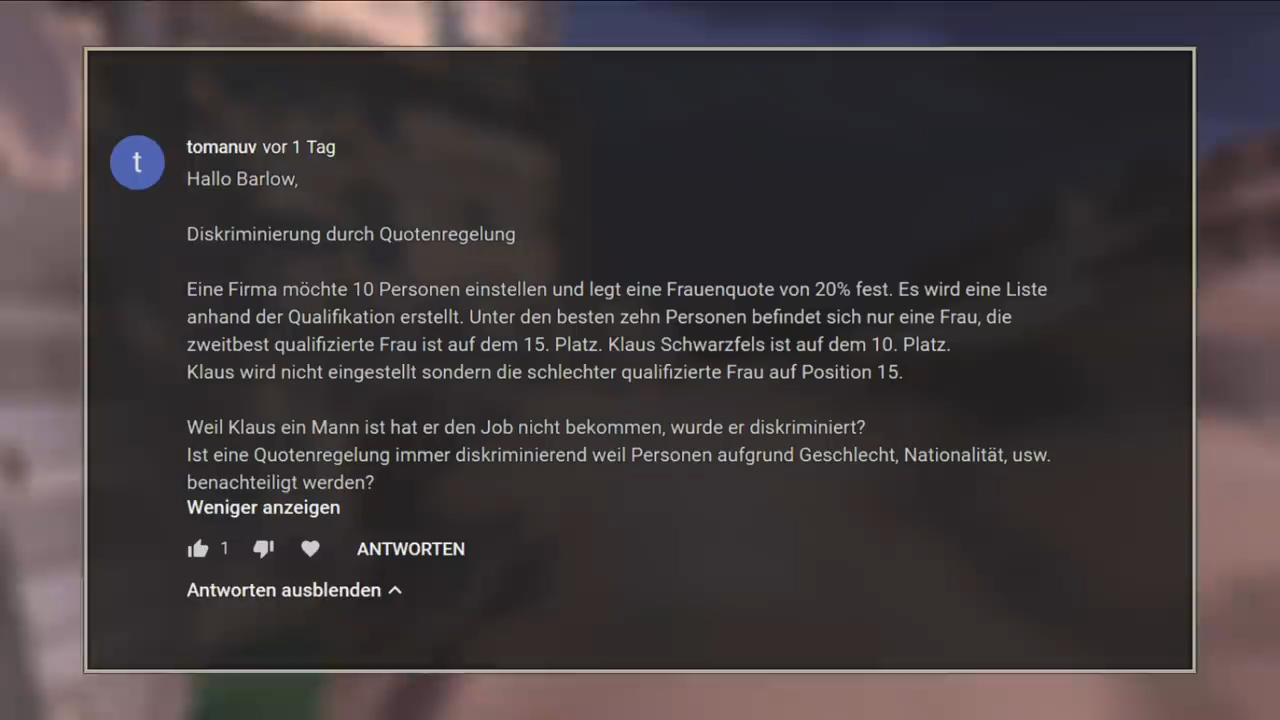 t
tomanuv vor 1 Tag
Hallo Barlow,
Diskriminierung durch Quotenregelung
Eine Firma möchte 10 Personen einstellen und legt eine Frauenquote von 20% fest. Es wird eine Liste
anhand der Qualifikation erstellt. Unter den besten zehn Personen befindet sich nur eine Frau, die
zweitbest qualifizierte Frau ist auf dem 15. Platz. Klaus Schwarzfels ist auf dem 10. Platz.
Klaus wird nicht eingestellt sondern die schlechter qualifizierte Frau auf Position 15.
Weil Klaus ein Mann ist hat er den Job nicht bekommen, wurde er diskriminiert?
Ist eine Quotenregelung immer diskriminierend weil Personen aufgrund Geschlecht, Nationalität, usw.
benachteiligt werden?
Weniger anzeigen
1 ANTWORTEN
Antworten ausblenden